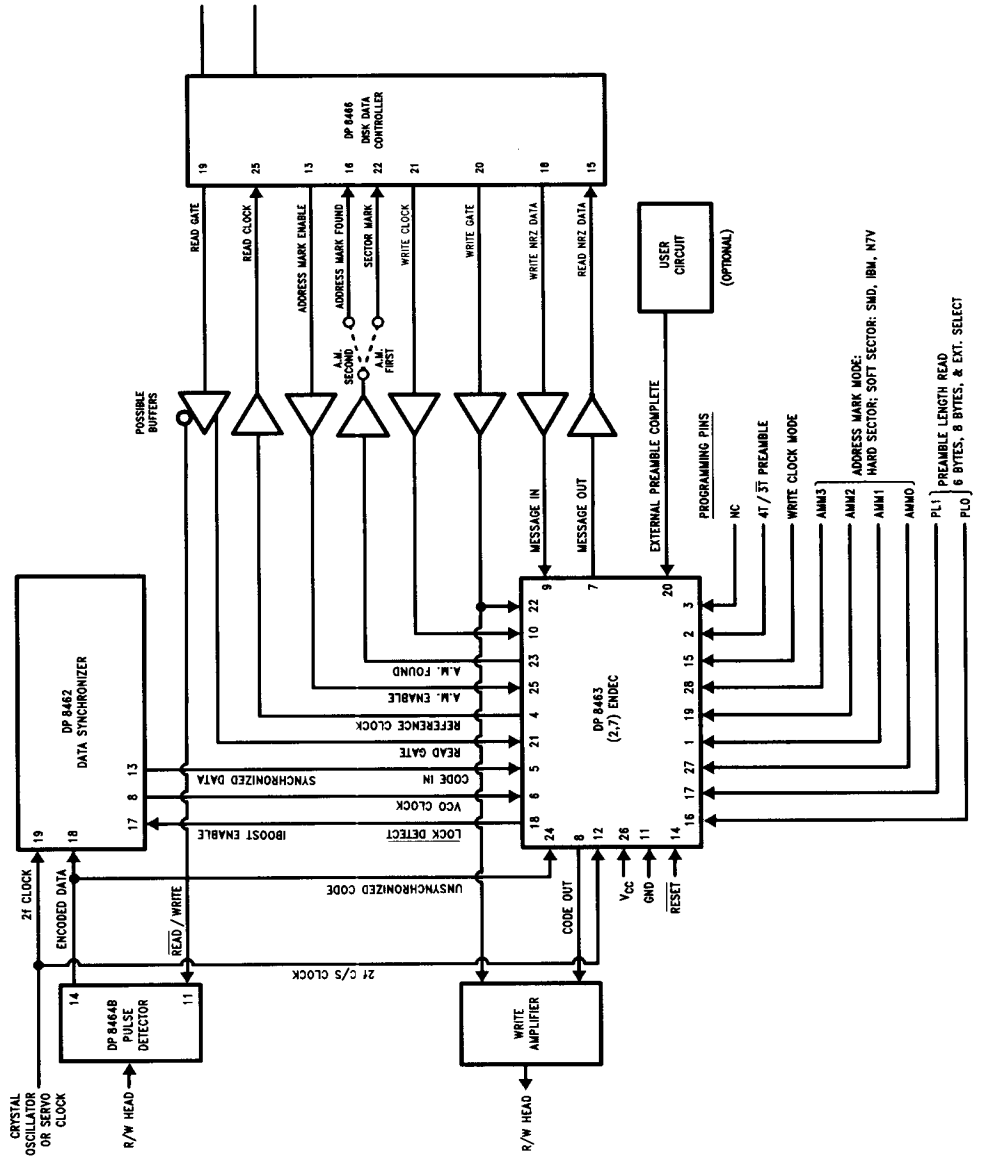 CRYSTAL
OSCILLATOR
OR SERVO
CLOCK
R/W HEAD
14
DP 8464B
PULSE
DETECTOR
11
2f CLOCK
ENCODED DATA
READ / WRITE
2f C/S CLOCK
19
18
DP 8462
DATA SYNCHRONIZER
17
8
13
IBOOST ENABLE
VCO CLOCK
SYNCHRONIZED DATA
LOCK DETECT
CODE IN
READ GATE
REFERENCE CLOCK
A.M. ENABLE
A.M. FOUND
UNSYNCHRONIZED CODE
POSSIBLE
BUFFERS
READ GATE
READ CLOCK
ADDRESS MARK ENABLE
ADDRESS MARK FOUND
SECTOR MARK
WRITE CLOCK
WRITE GATE
WRITE NRZ DATA
READ NRZ DATA
A.M.
SECOND
A.M.
FIRST
19
25
13
16
22
21
20
18
15
DP 8466
DISK DATA
CONTROLLER
R/W HEAD
WRITE
AMPLIFIER
CODE OUT
VCC
GND
RESET
24
8
12
26
11
14
18
6
5
21
4
25
23
10
22
DP 8463
(2,7) ENDEC
9
7
20
16
17
27
1
19
28
15
2
3
MESSAGE IN
MESSAGE OUT
EXTERNAL PREAMBLE COMPLETE
USER
CIRCUIT
(OPTIONAL)
PROGRAMMING PINS
NC
4T / 3T PREAMBLE
WRITE CLOCK MODE
AMM3
AMM2
AMM1
AMM0
ADDRESS MARK MODE:
HARD SECTOR; SOFT SECTOR: SMD, IBM, N7V
PL1
PL0
PREAMBLE LENGTH READ
6 BYTES, 8 BYTES, & EXT. SELECT